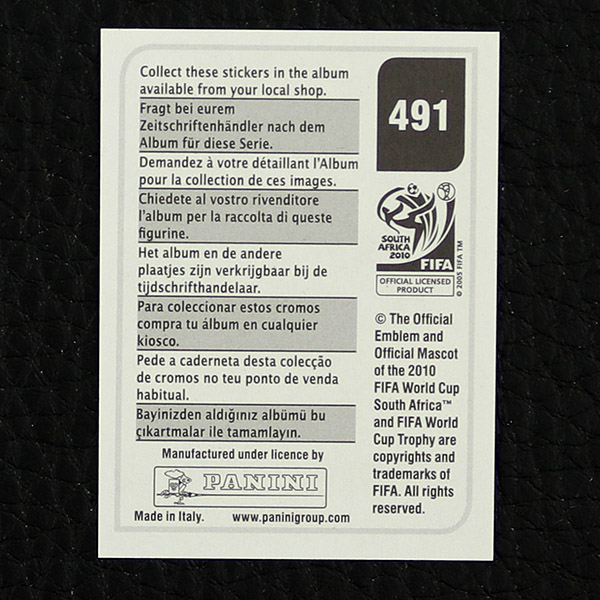 Collect these stickers in the album
available from your local shop.
Fragt bei eurem
Zeitschriftenhändler nach dem
Album für diese Serie.
Demandez à votre détaillant l'Album
pour la collection de ces images.
Chiedete al vostro rivenditore
l'album per la raccolta di queste
figurine.
Het album en de andere
plaatjes zijn verkrijgbaar bij de
tijdschrifthandelaar.
Para coleccionar estos cromos
compra tu álbum en cualquier
kiosco.
Pede a caderneta desta colecção
de cromos no teu ponto de venda
habitual.
Bayinizden aldığınız albümü bu
çıkartmalar ile tamamlayın.
Manufactured under licence by
PANINI
Made in Italy. www.paninigroup.com
491
SOUTH
AFRICA
2010
FIFA
OFFICIAL LICENSED
PRODUCT
© 2005 FIFA TM
© The Official
Emblem and
Official Mascot
of the 2010
FIFA World Cup
South Africa™
and FIFA World
Cup Trophy are
copyrights and
trademarks of
FIFA. All rights
reserved.